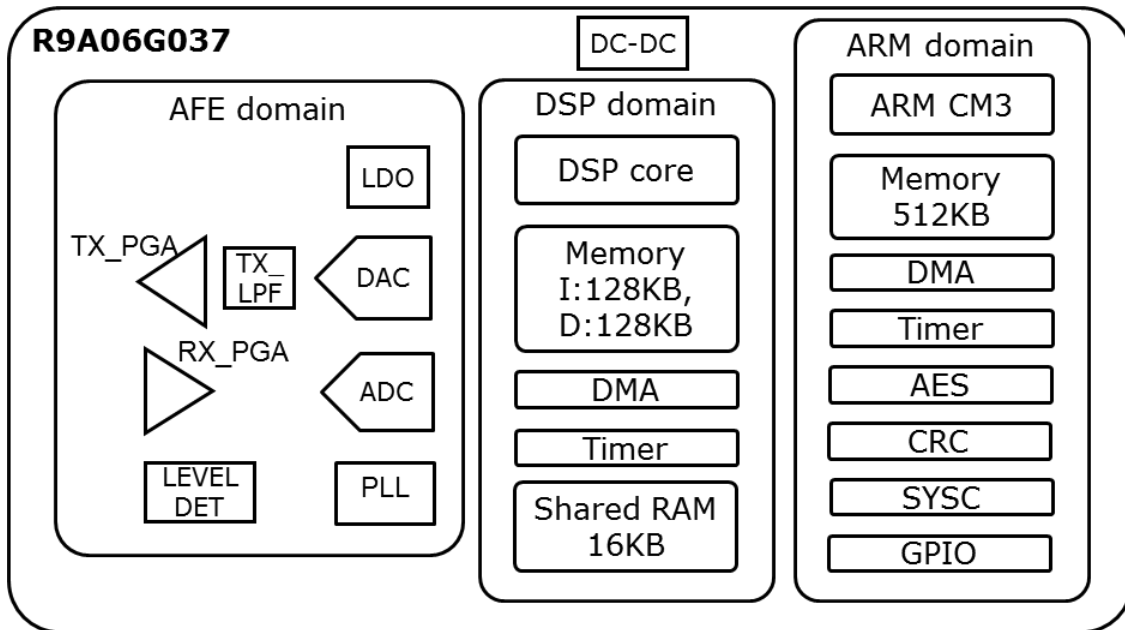 R9A06G037
DC-DC
AFE domain
LDO
TX_PGA
TX_
LPF
DAC
RX_PGA
ADC
LEVEL
DET
PLL
DSP domain
DSP core
Memory
I:128KB,
D:128KB
DMA
Timer
Shared RAM
16KB
ARM domain
ARM CM3
Memory
512KB
DMA
Timer
AES
CRC
SYSC
GPIO